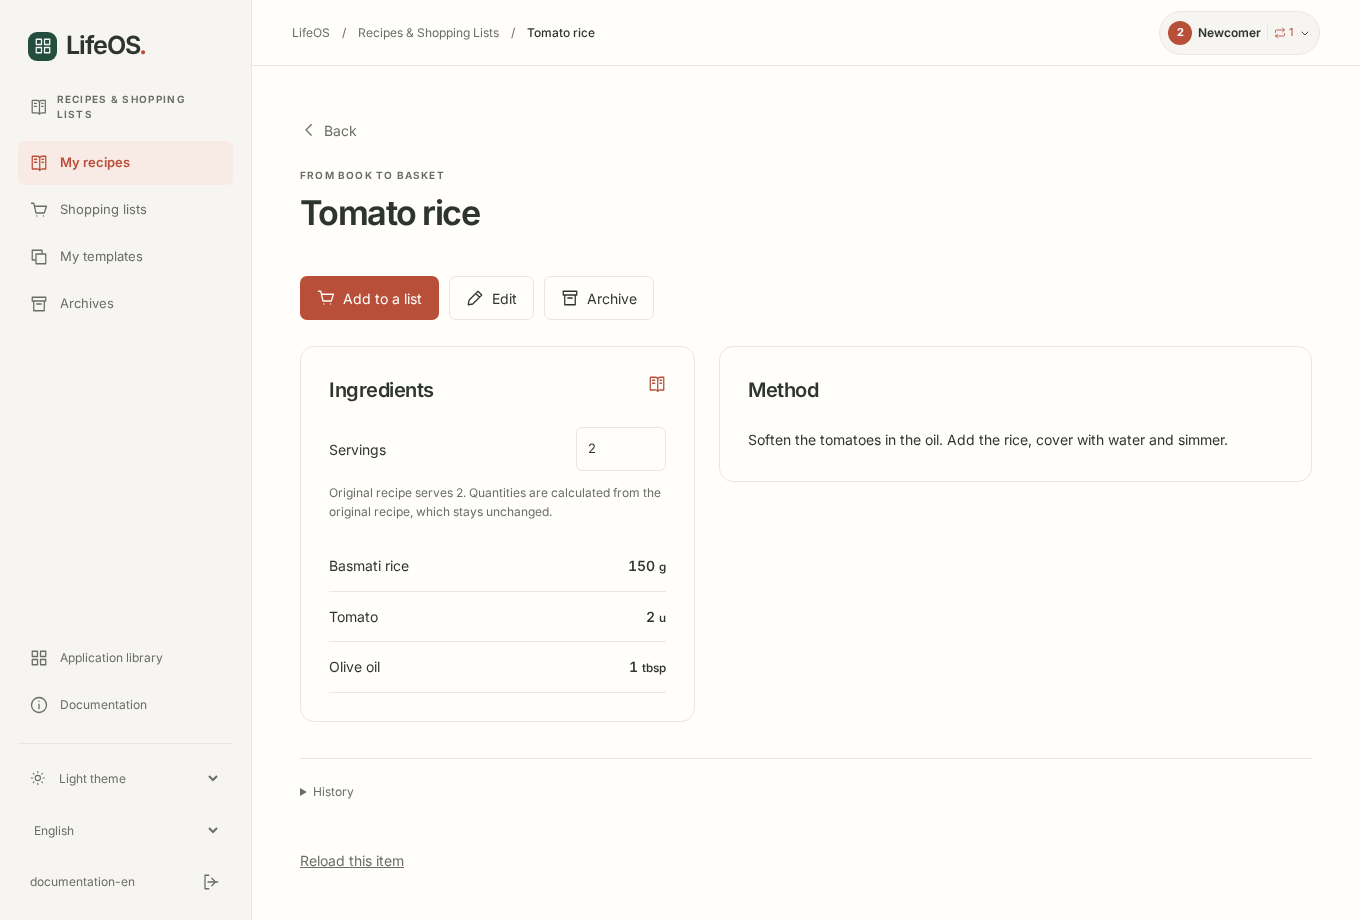 LifeOS.
RECIPES & SHOPPING
LISTS
My recipes
Shopping lists
My templates
Archives
Application library
Documentation
Light theme
English
documentation-en
LifeOS / Recipes & Shopping Lists / Tomato rice
2 Newcomer 1
Back
FROM BOOK TO BASKET
Tomato rice
Add to a list
Edit
Archive
Ingredients
Servings 2
Original recipe serves 2. Quantities are calculated from the
original recipe, which stays unchanged.
Basmati rice 150 g
Tomato 2 u
Olive oil 1 tbsp
Method
Soften the tomatoes in the oil. Add the rice, cover with water and simmer.
History
Reload this item